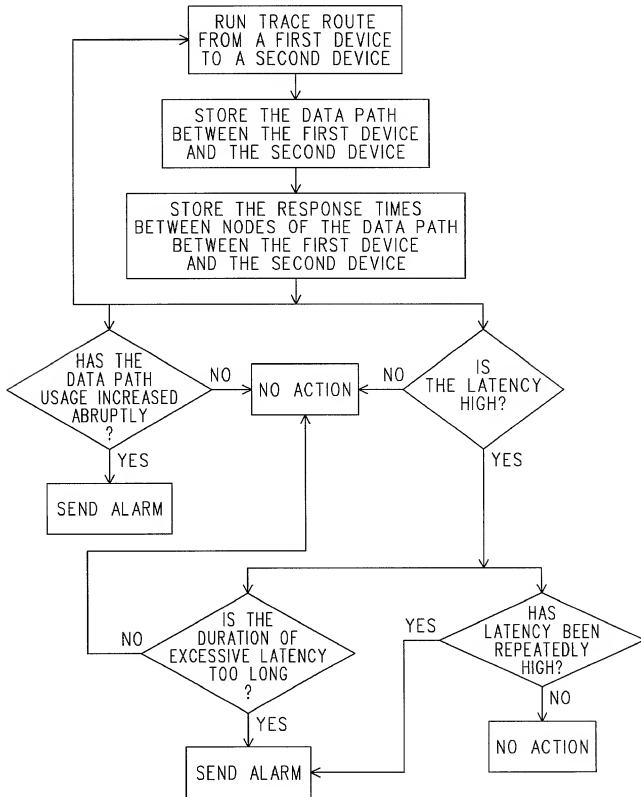 RUN TRACE ROUTE
FROM A FIRST DEVICE
TO A SECOND DEVICE
STORE THE DATA PATH
BETWEEN THE FIRST DEVICE
AND THE SECOND DEVICE
STORE THE RESPONSE TIMES
BETWEEN NODES OF THE DATA PATH
BETWEEN THE FIRST DEVICE
AND THE SECOND DEVICE
HAS THE
DATA PATH
USAGE INCREASED
ABRUPTLY
?
NO
NO ACTION
NO
IS
THE LATENCY
HIGH?
YES
SEND ALARM
YES
NO
IS THE
DURATION OF
EXCESSIVE LATENCY
TOO LONG
?
YES
HAS
LATENCY BEEN
REPEATEDLY
HIGH?
YES
NO
SEND ALARM
NO ACTION